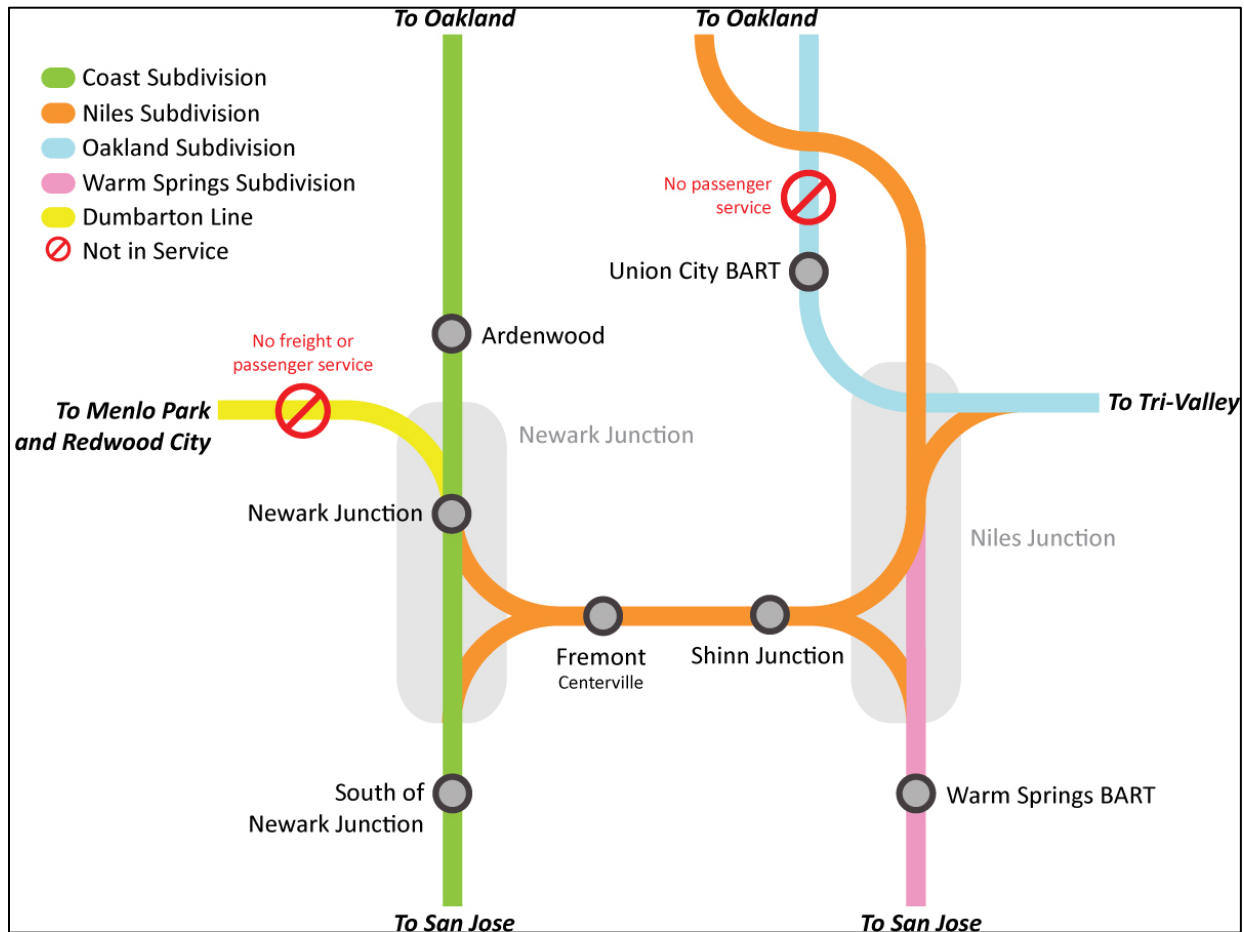 To Oakland
To Oakland
Coast Subdivision
Niles Subdivision
Oakland Subdivision
Warm Springs Subdivision
Dumbarton Line
Not in Service
No passenger
service
Union City BART
Ardenwood
No freight or
passenger service
To Menlo Park
and Redwood City
To Tri-Valley
Newark Junction
Newark Junction
Niles Junction
Fremont
Centerville
Shinn Junction
South of
Newark Junction
Warm Springs BART
To San Jose
To San Jose